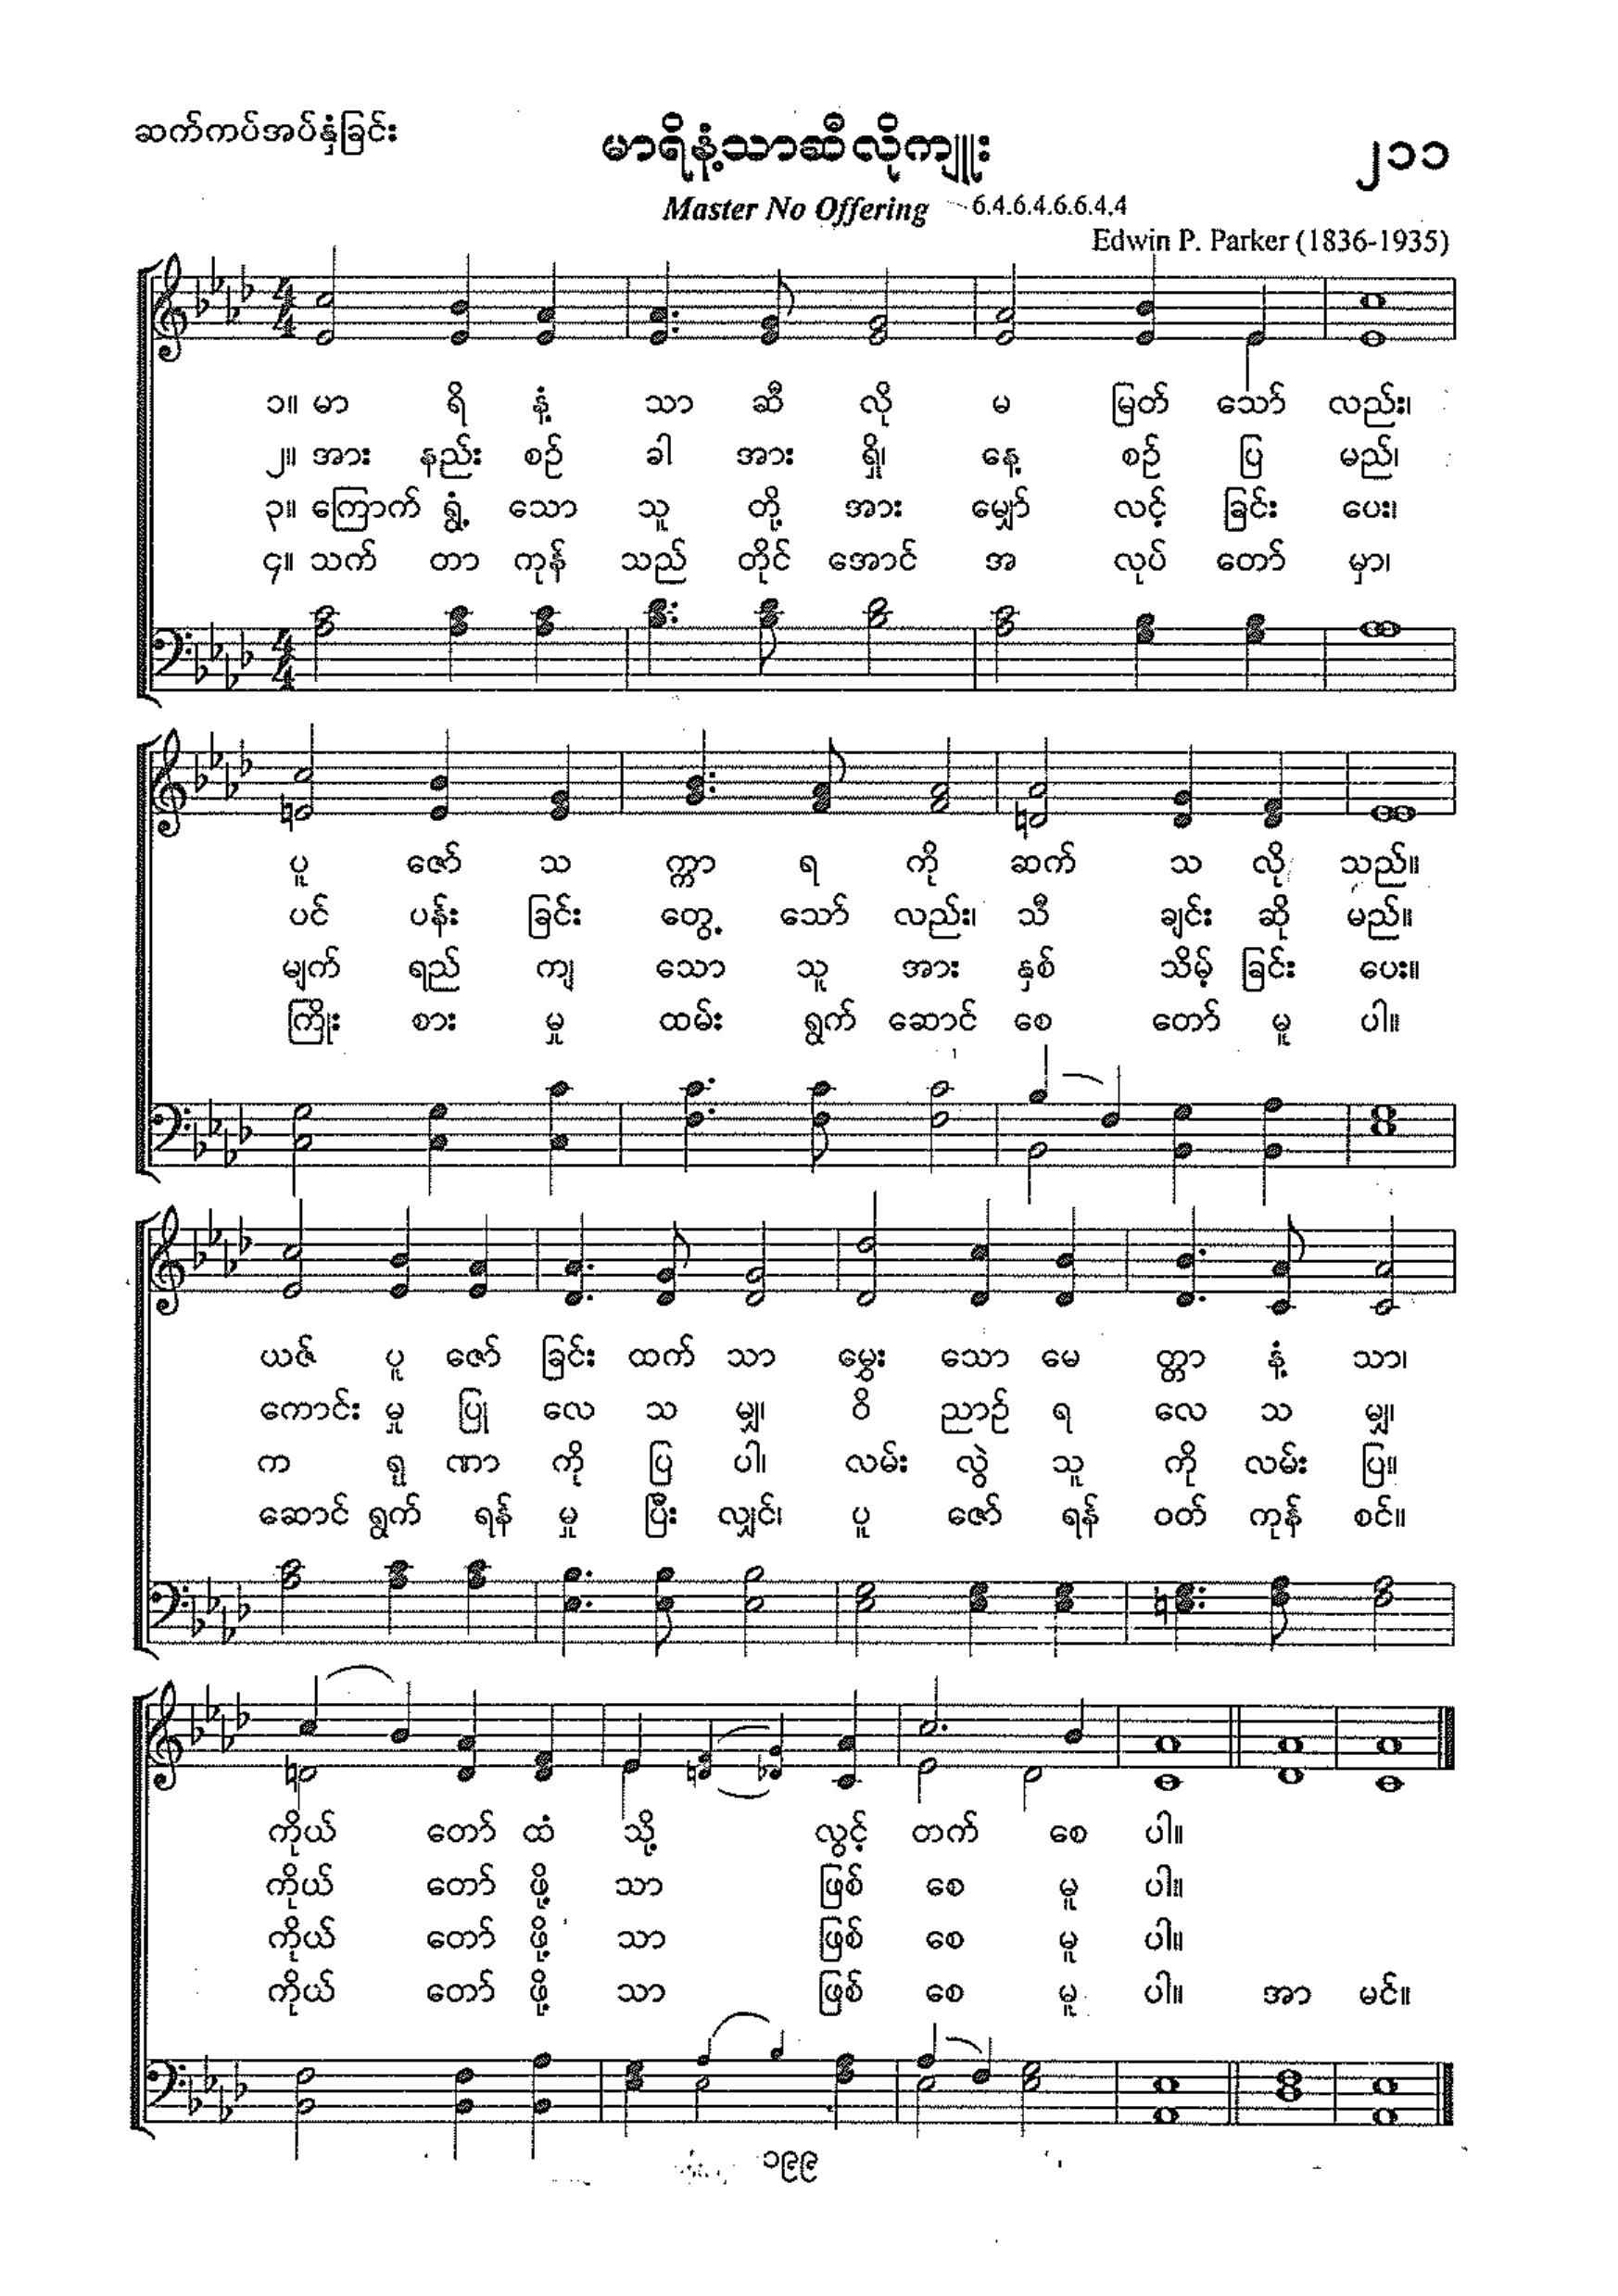 ဆက်ကပ်အပ်နှံခြင်း
မာရိနံ့သာဆီလိုကျူး
၂၁၁
Master No Offering 6.4.6.4.6.6.4.4
Edwin P. Parker (1836-1935)
၁။ မာ ရိ နံ့ သာ ဆီ လို မ မြတ် သော် လည်း၊
၂။ အား နည်း စဉ် ခါ အား ရှိ၊ နေ့ စဉ် ပြ မည်၊
၃။ ကြောက် ရွံ့ သော သူ တို့ အား မျှော် လင့် ခြင်း ပေး၊
၄။ သက် တာ ကုန် သည် တိုင် အောင် အ လုပ် တော် မှာ၊
ပူ ဇော် သ က္ကာ ရ ကို ဆက် သ လို သည်။
ပင် ပန်း ခြင်း တွေ့ သော် လည်း၊ သီ ချင်း ဆို မည်။
မျက် ရည် ကျ သော သူ အား နှစ် သိမ့် ခြင်း ပေး။
ကြိုး စား မှု ထမ်း ရွက် ဆောင် စေ တော် မူ ပါ။
ယဇ် ပူ ဇော် ခြင်း ထက် သာ မွှေး သော မေ တ္တာ နံ့ သာ၊
ကောင်း မှု ပြု လေ သ မျှ၊ ဝိ ညာဉ် ရ လေ သ မျှ၊
က ရု ဏာ ကို ပြ ပါ၊ လမ်း လွဲ သူ ကို လမ်း ပြ။
ဆောင် ရွက် ရန် မှု ပြီး လျှင်၊ ပူ ဇော် ရန် ဝတ် ကုန် စင်။
ကိုယ် တော် ထံ သို့ လွင့် တက် စေ ပါ။
ကိုယ် တော် ဖို့ သာ ဖြစ် စေ မူ ပါ။
ကိုယ် တော် ဖို့ သာ ဖြစ် စေ မူ ပါ။
ကိုယ် တော် ဖို့ သာ ဖြစ် စေ မူ ပါ။ အာ မင်။
၁၉၉